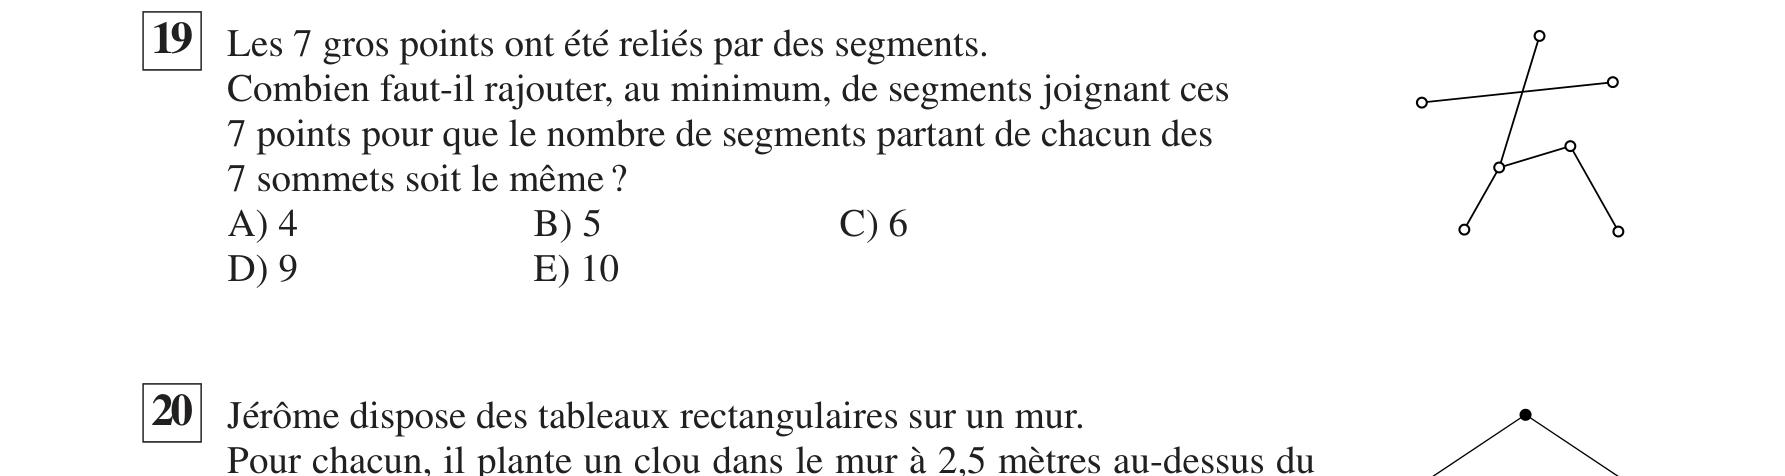 19 Les 7 gros points ont été reliés par des segments.
Combien faut-il rajouter, au minimum, de segments joignant ces
7 points pour que le nombre de segments partant de chacun des
7 sommets soit le même ?
A) 4 B) 5 C) 6
D) 9 E) 10
20 Jérôme dispose des tableaux rectangulaires sur un mur.
Pour chacun, il plante un clou dans le mur à 2,5 mètres au-dessus du